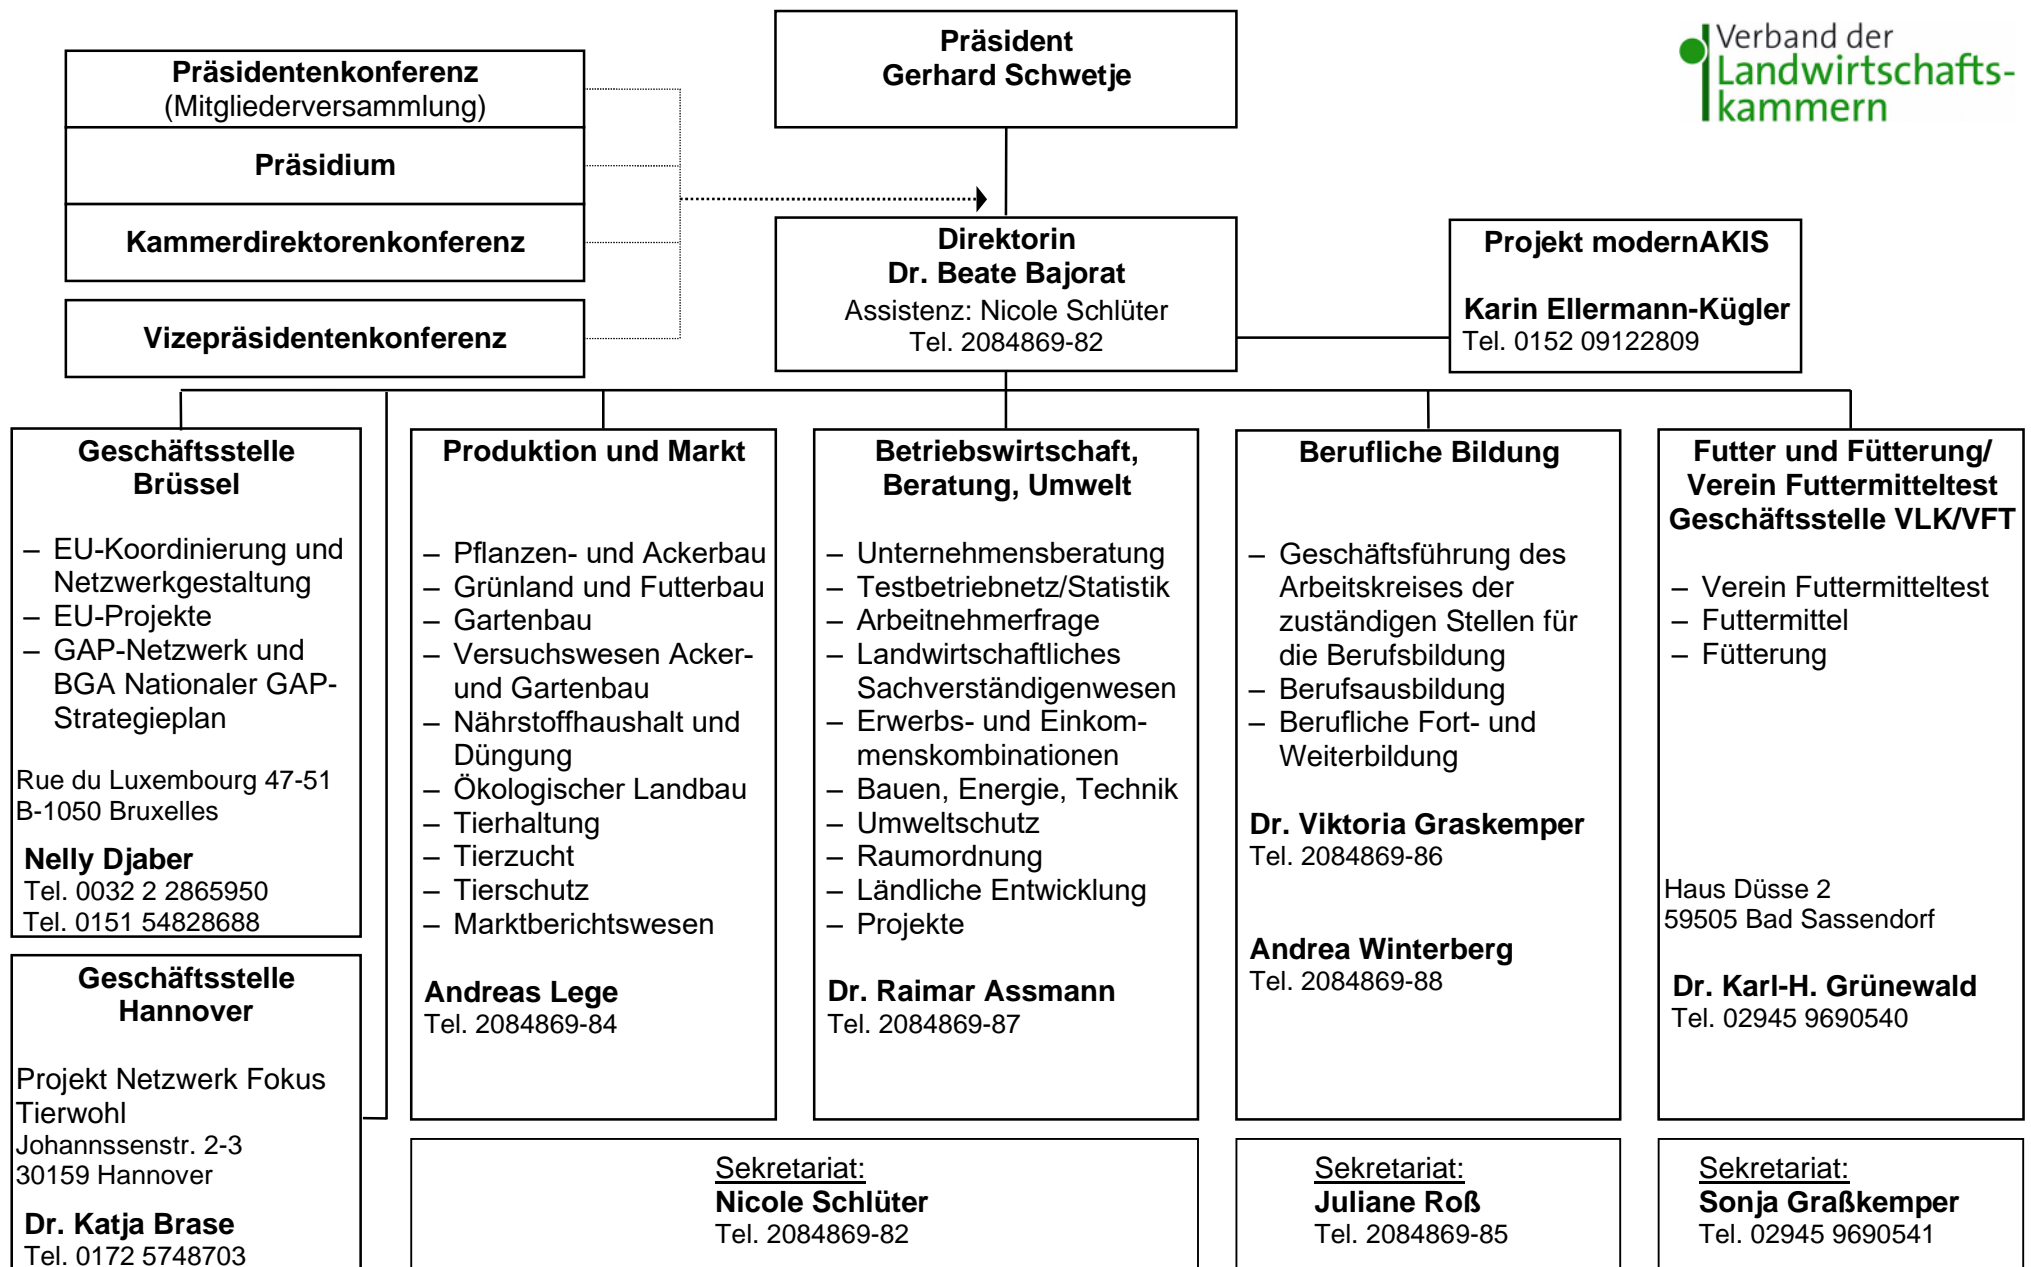 Präsident
Gerhard Schwetje
Verband der
Landwirtschafts-
kammern
Präsidentenkonferenz
(Mitgliederversammlung)
Präsidium
Kammerdirektorenkonferenz
Vizepräsidentenkonferenz
Direktorin
Dr. Beate Bajorat
Assistenz: Nicole Schlüter
Tel. 2084869-82
Projekt modernAKIS
Karin Ellermann-Kügler
Tel. 0152 09122809
Geschäftsstelle
Brüssel
– EU-Koordinierung und
Netzwerkgestaltung
– EU-Projekte
– GAP-Netzwerk und
BGA Nationaler GAP-
Strategieplan
Rue du Luxembourg 47-51
B-1050 Bruxelles
Nelly Djaber
Tel. 0032 2 2865950
Tel. 0151 54828688
Geschäftsstelle
Hannover
Projekt Netzwerk Fokus
Tierwohl
Johannssenstr. 2-3
30159 Hannover
Dr. Katja Brase
Tel. 0172 5748703
Produktion und Markt
– Pflanzen- und Ackerbau
– Grünland und Futterbau
– Gartenbau
– Versuchswesen Acker-
und Gartenbau
– Nährstoffhaushalt und
Düngung
– Ökologischer Landbau
– Tierhaltung
– Tierzucht
– Tierschutz
– Marktberichtswesen
Andreas Lege
Tel. 2084869-84
Betriebswirtschaft,
Beratung, Umwelt
– Unternehmensberatung
– Testbetriebnetz/Statistik
– Arbeitnehmerfrage
– Landwirtschaftliches
Sachverständigenwesen
– Erwerbs- und Einkom-
menskombinationen
– Bauen, Energie, Technik
– Umweltschutz
– Raumordnung
– Ländliche Entwicklung
– Projekte
Dr. Raimar Assmann
Tel. 2084869-87
Berufliche Bildung
– Geschäftsführung des
Arbeitskreises der
zuständigen Stellen für
die Berufsbildung
– Berufsausbildung
– Berufliche Fort- und
Weiterbildung
Dr. Viktoria Graskemper
Tel. 2084869-86
Andrea Winterberg
Tel. 2084869-88
Futter und Fütterung/
Verein Futtermitteltest
Geschäftsstelle VLK/VFT
– Verein Futtermitteltest
– Futtermittel
– Fütterung
Haus Düsse 2
59505 Bad Sassendorf
Dr. Karl-H. Grünewald
Tel. 02945 9690540
Sekretariat:
Nicole Schlüter
Tel. 2084869-82
Sekretariat:
Juliane Roß
Tel. 2084869-85
Sekretariat:
Sonja Graßkemper
Tel. 02945 9690541